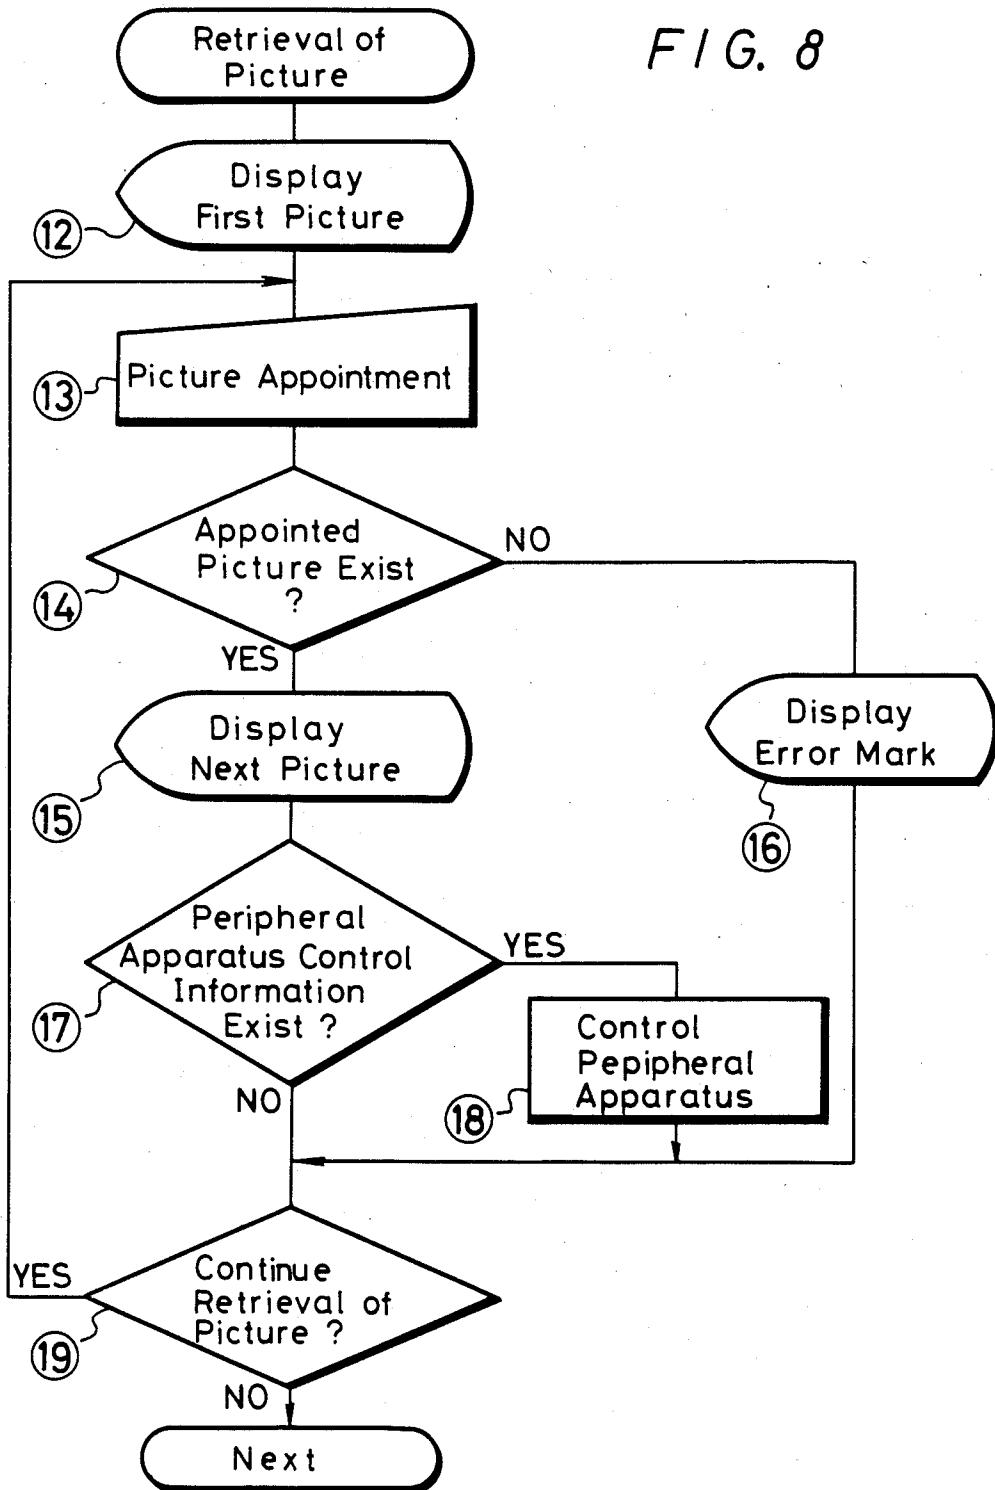 FIG. 8
Retrieval of
Picture
Display
First Picture
12
Picture Appointment
13
Appointed
Picture Exist
?
14
NO
YES
Display
Next Picture
15
Display
Error Mark
16
Peripheral
Apparatus Control
Information
Exist ?
17
YES
NO
Control
Pepipheral
Apparatus
18
Continue
Retrieval of
Picture ?
19
YES
NO
Next